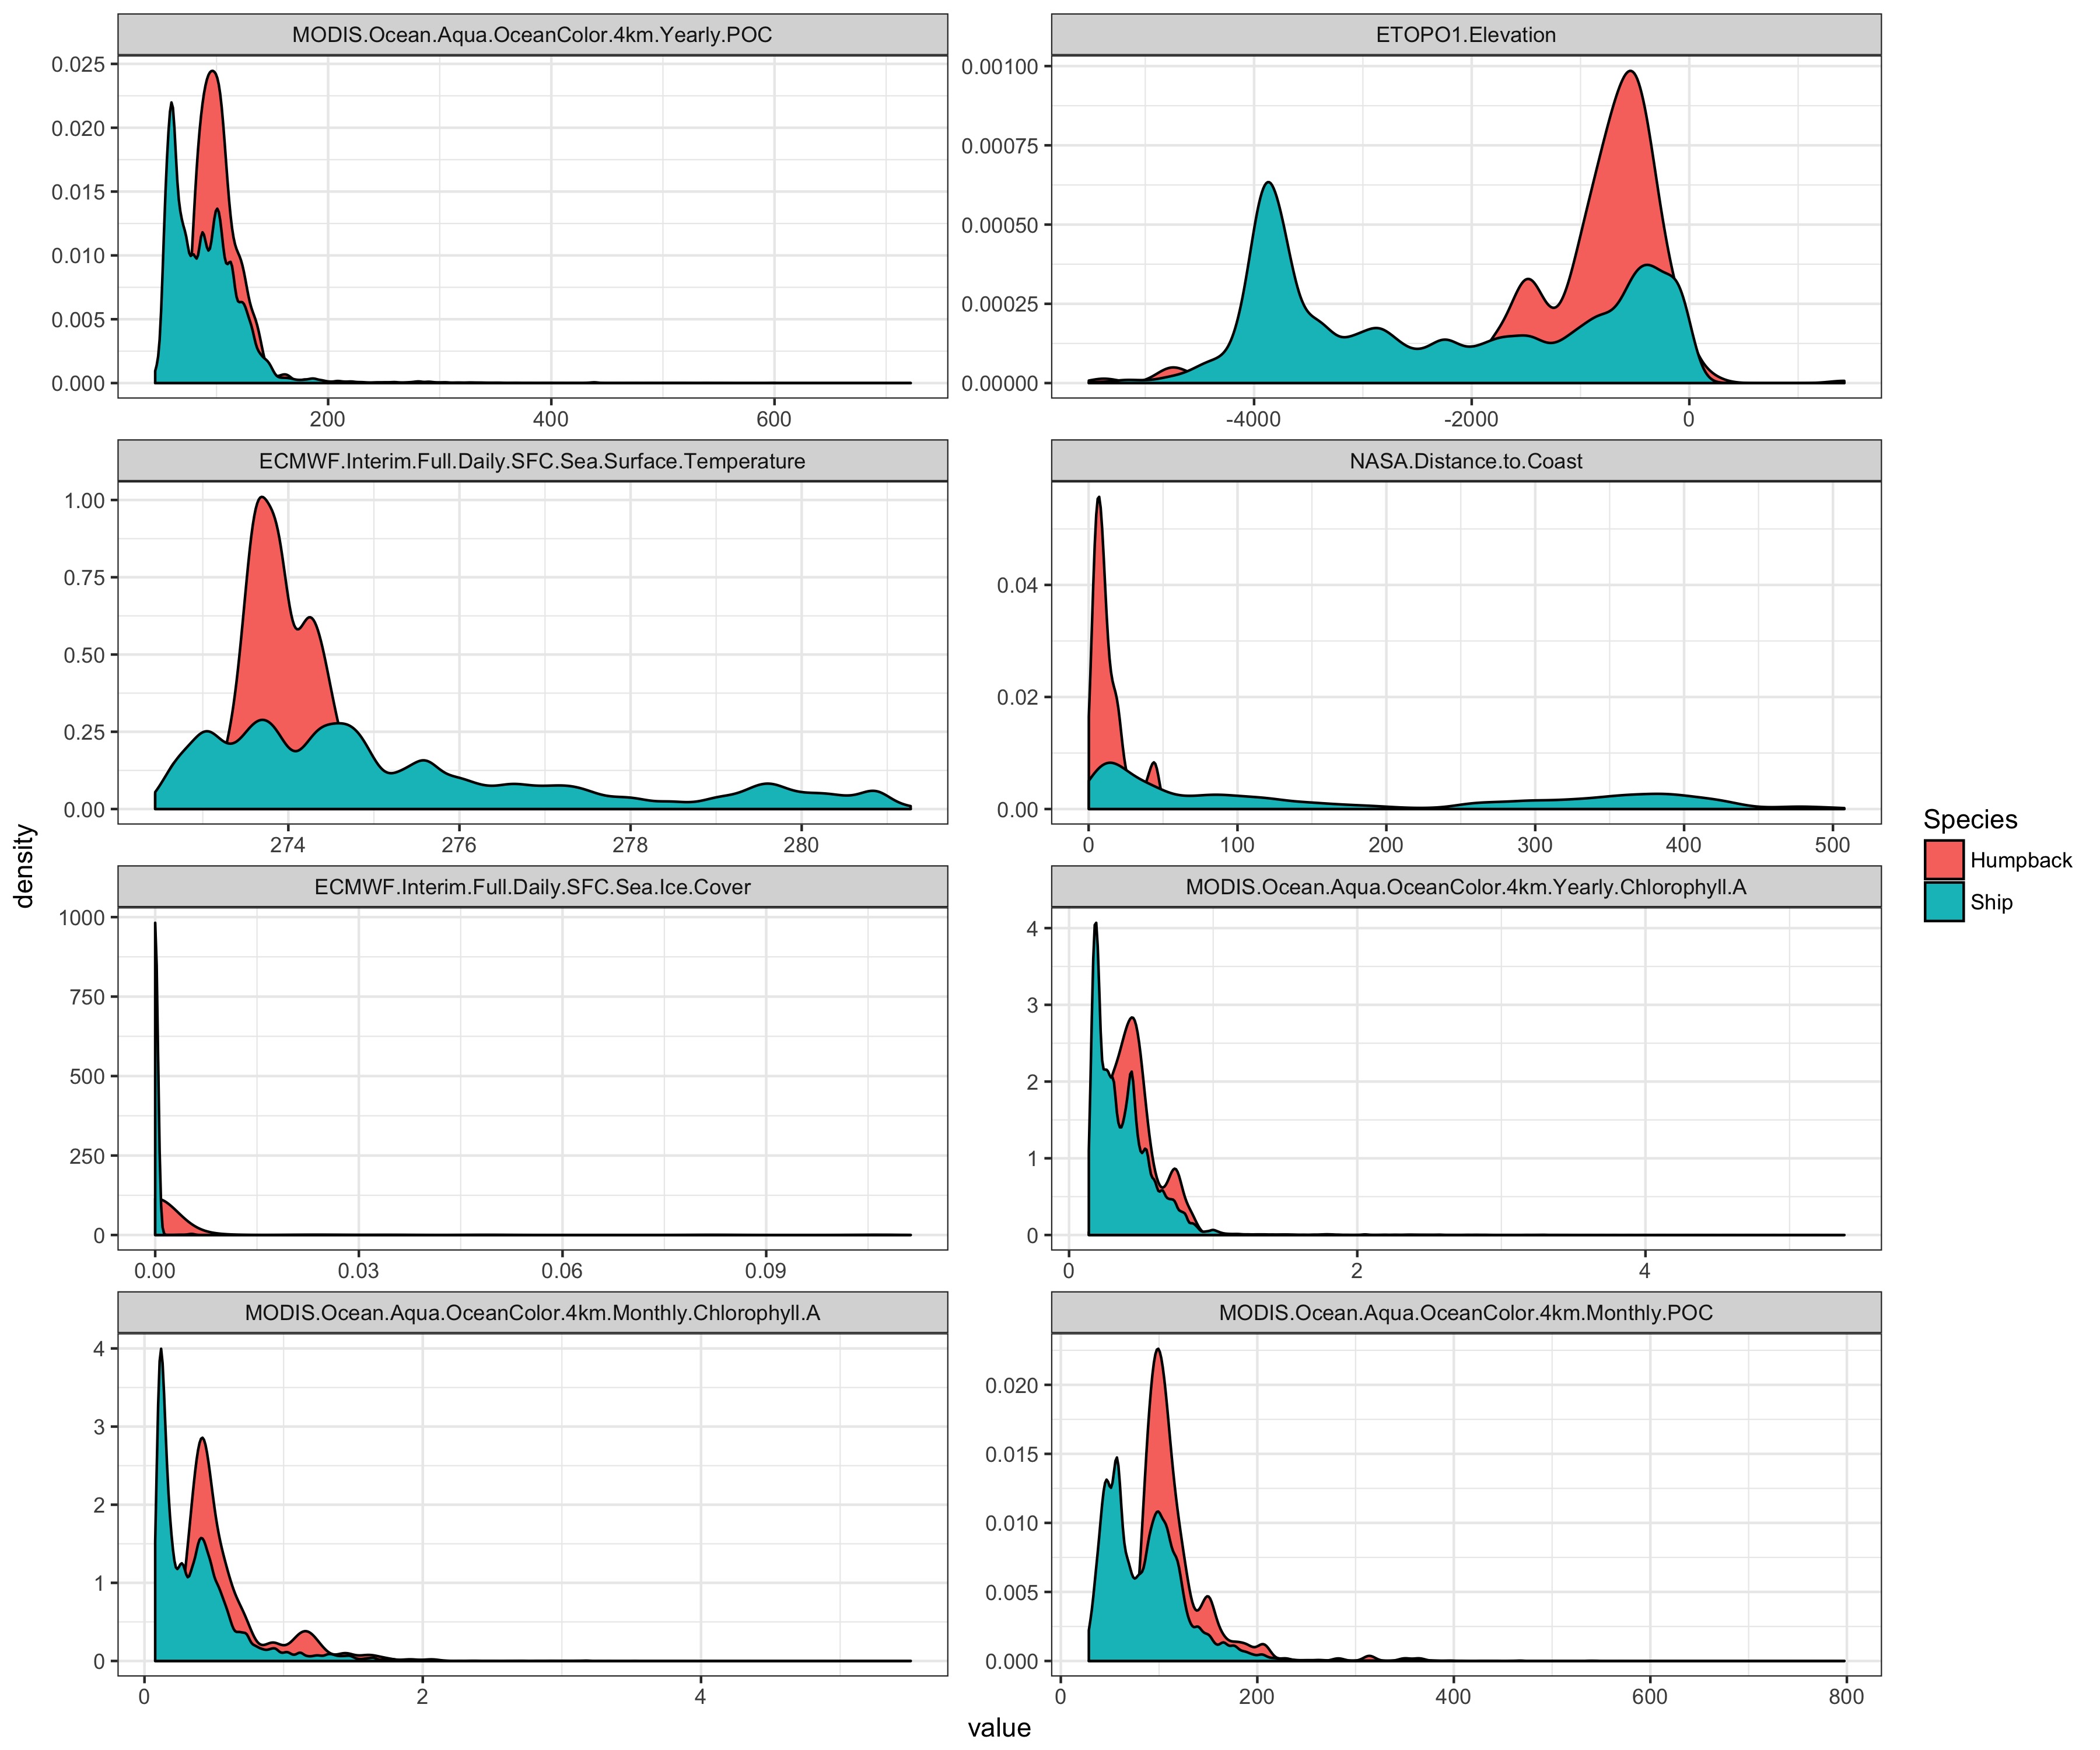 MODIS.Ocean.Aqua.OceanColor.4km.Yearly.POC
0.025
0.020
0.015
0.010
0.005
0.000
200 400 600
ETOPO1.Elevation
0.00100
0.00075
0.00050
0.00025
0.00000
-4000 -2000 0
ECMWF.Interim.Full.Daily.SFC.Sea.Surface.Temperature
1.00
0.75
0.50
0.25
0.00
274 276 278 280
NASA.Distance.to.Coast
0.04
0.02
0.00
0 100 200 300 400 500
ECMWF.Interim.Full.Daily.SFC.Sea.Ice.Cover
1000
750
500
250
0
0.00 0.03 0.06 0.09
MODIS.Ocean.Aqua.OceanColor.4km.Yearly.Chlorophyll.A
4
3
2
1
0
0 2 4
MODIS.Ocean.Aqua.OceanColor.4km.Monthly.Chlorophyll.A
4
3
2
1
0
0 2 4
MODIS.Ocean.Aqua.OceanColor.4km.Monthly.POC
0.020
0.015
0.010
0.005
0.000
0 200 400 600 800
density
value
Species
Humpback
Ship